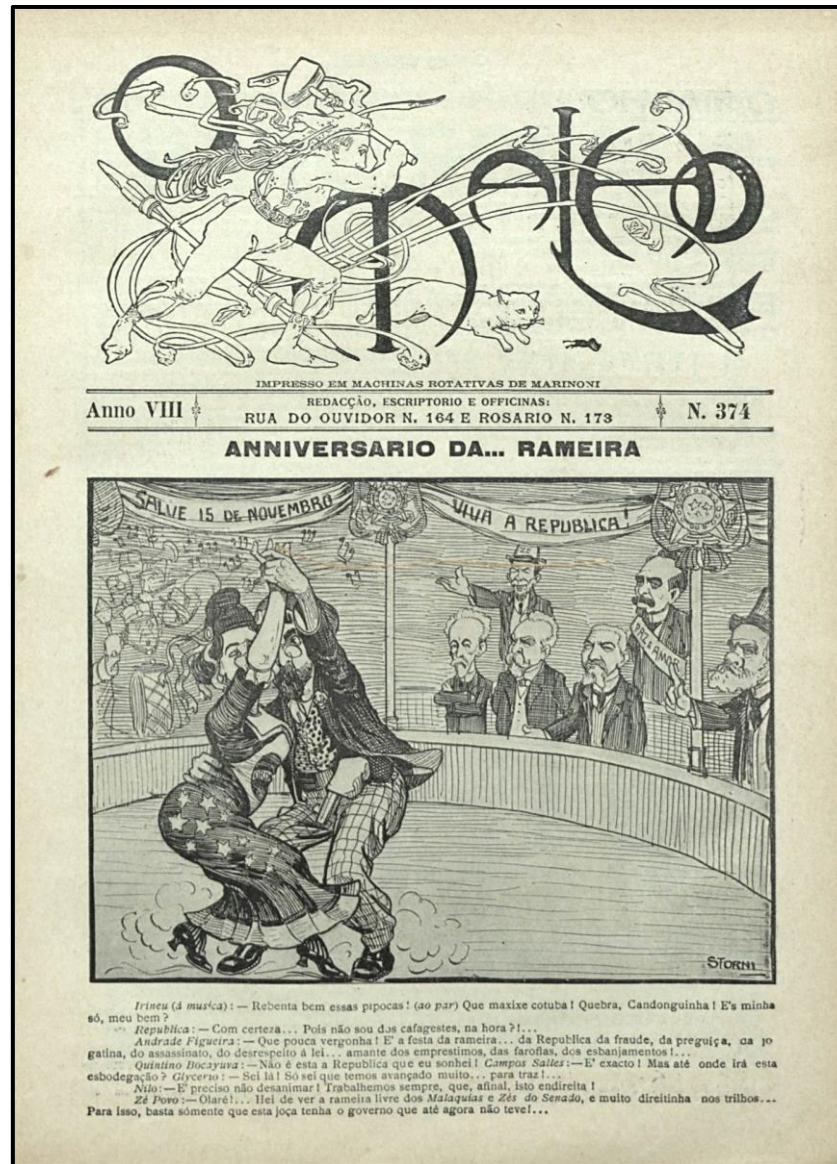 O MALHO
IMPRESSO EM MACHINAS ROTATIVAS DE MARINONI
Anno VIII
REDACÇÃO, ESCRIPTORIO E OFFICINAS:
RUA DO OUVIDOR N. 164 E ROSARIO N. 173
N. 374
ANNIVERSARIO DA... RAMEIRA
SALVE 15 DE NOVEMBRO
VIVA A REPUBLICA!
PAZ E AMOR
STORNI
Irineu (á musica): — Rebenta bem essas pipocas! (ao par) Que maxixe cotuba! Quebra, Candonguinha! E's minha
só, meu bem?
Republica: — Com certeza... Pois não sou dos cafagestes, na hora?!...
Andrade Figueira: — Que pouca vergonha! E' a festa da rameira... da Republica da fraude, da preguiça, da jo
gatina, do assassinato, do desrespeito á lei... amante dos emprestimos, das farofias, dos esbanjamentos!...
Quintino Bocayuva: — Não é esta a Republica que eu sonhei! Campos Salles: — E' exacto! Mas até onde irá esta
esbodegação? Glycerio: — Sei lá! Só sei que temos avançado muito... para traz!...
Nilo: — E' preciso não desanimar! Trabalhemos sempre, que, afinal, isto endireita!
Zé Povo: — Olaré!... Hei de ver a rameira livre dos Malaquias e Zés do Senado, e muito direitinha nos trilhos...
Para isso, basta sómente que esta joça tenha o governo que até agora não teve!...